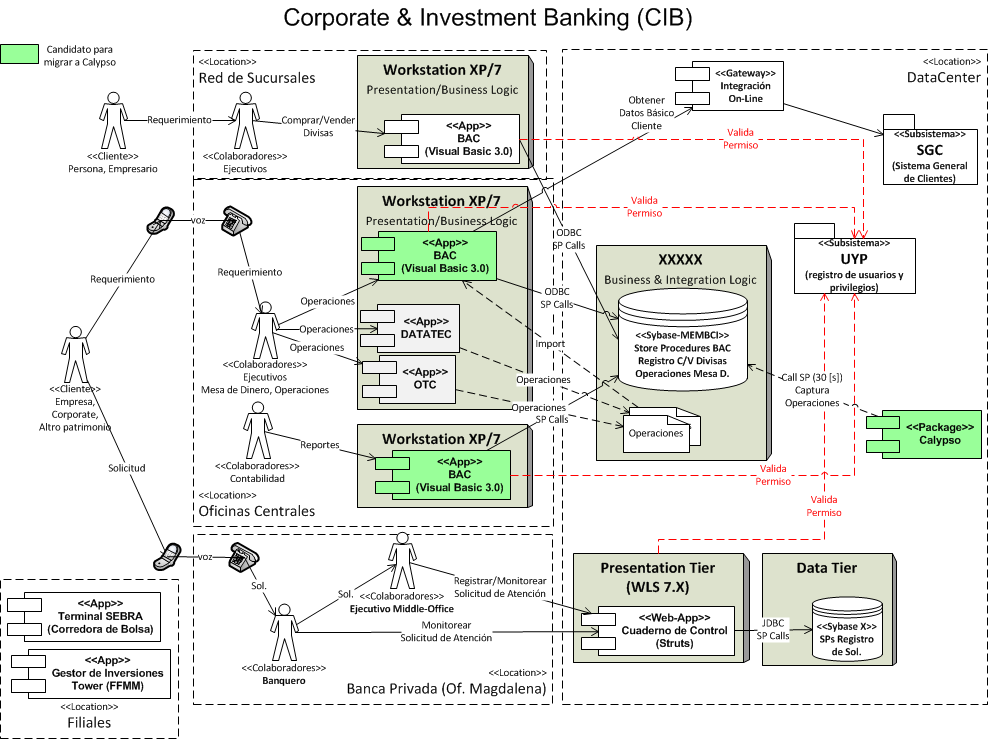 Corporate & Investment Banking (CIB)
Candidato para
migrar a Calypso
<<Location>>
Red de Sucursales
Workstation XP/7
Presentation/Business Logic
<<App>>
BAC
(Visual Basic 3.0)
Requerimiento
Comprar/Vender
Divisas
<<Cliente>>
Persona, Empresario
<<Colaboradores>>
Ejecutivos
<<Location>>
DataCenter
<<Gateway>>
Integración
On-Line
Obtener
Datos Básico
Cliente
Valida
Permiso
<<Subsistema>>
SGC
(Sistema General
de Clientes)
Workstation XP/7
Presentation/Business Logic
<<App>>
BAC
(Visual Basic 3.0)
Valida
Permiso
voz
Requerimiento
Requerimiento
ODBC
SP Calls
<<Subsistema>>
UYP
(registro de usuarios y
privilegios)
XXXXX
Business & Integration Logic
<<Sybase-MEMBCI>>
Store Procedures BAC
Registro C/V Divisas
Operaciones Mesa D.
Operaciones
Operaciones
Operaciones
ODBC
SP Calls
<<App>>
DATATEC
<<App>>
OTC
Import
Operaciones
Operaciones
SP Calls
Operaciones
<<Colaboradores>>
Ejecutivos
Mesa de Dinero, Operaciones
<<Cliente>>
Empresa,
Corporate,
Altro patrimonio
Call SP (30 [s])
Captura
Operaciones
<<Package>>
Calypso
Workstation XP/7
<<App>>
BAC
(Visual Basic 3.0)
Reportes
<<Colaboradores>>
Contabilidad
<<Location>>
Oficinas Centrales
Solicitud
Valida
Permiso
Valida
Permiso
voz
Sol.
Sol.
Ejecutivo Middle-Office
Registrar/Monitorear
Solicitud de Atención
Monitorear
Solicitud de Atención
<<Colaboradores>>
Banquero
<<Location>>
Banca Privada (Of. Magdalena)
Presentation Tier
(WLS 7.X)
<<Web-App>>
Cuaderno de Control
(Struts)
JDBC
SP Calls
Data Tier
<<Sybase X>>
SPs Registro
de Sol.
<<App>>
Terminal SEBRA
(Corredora de Bolsa)
<<App>>
Gestor de Inversiones
Tower (FFMM)
<<Location>>
Filiales